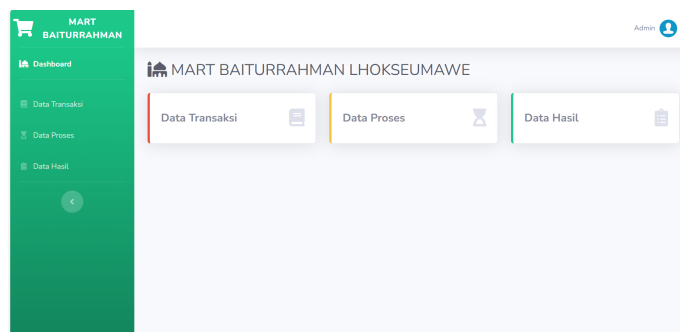 MART
BAITURRAHMAN
Dashboard
Data Transaksi
Data Proses
Data Hasil
Admin
MART BAITURRAHMAN LHOKSEUMAWE
Data Transaksi
Data Proses
Data Hasil